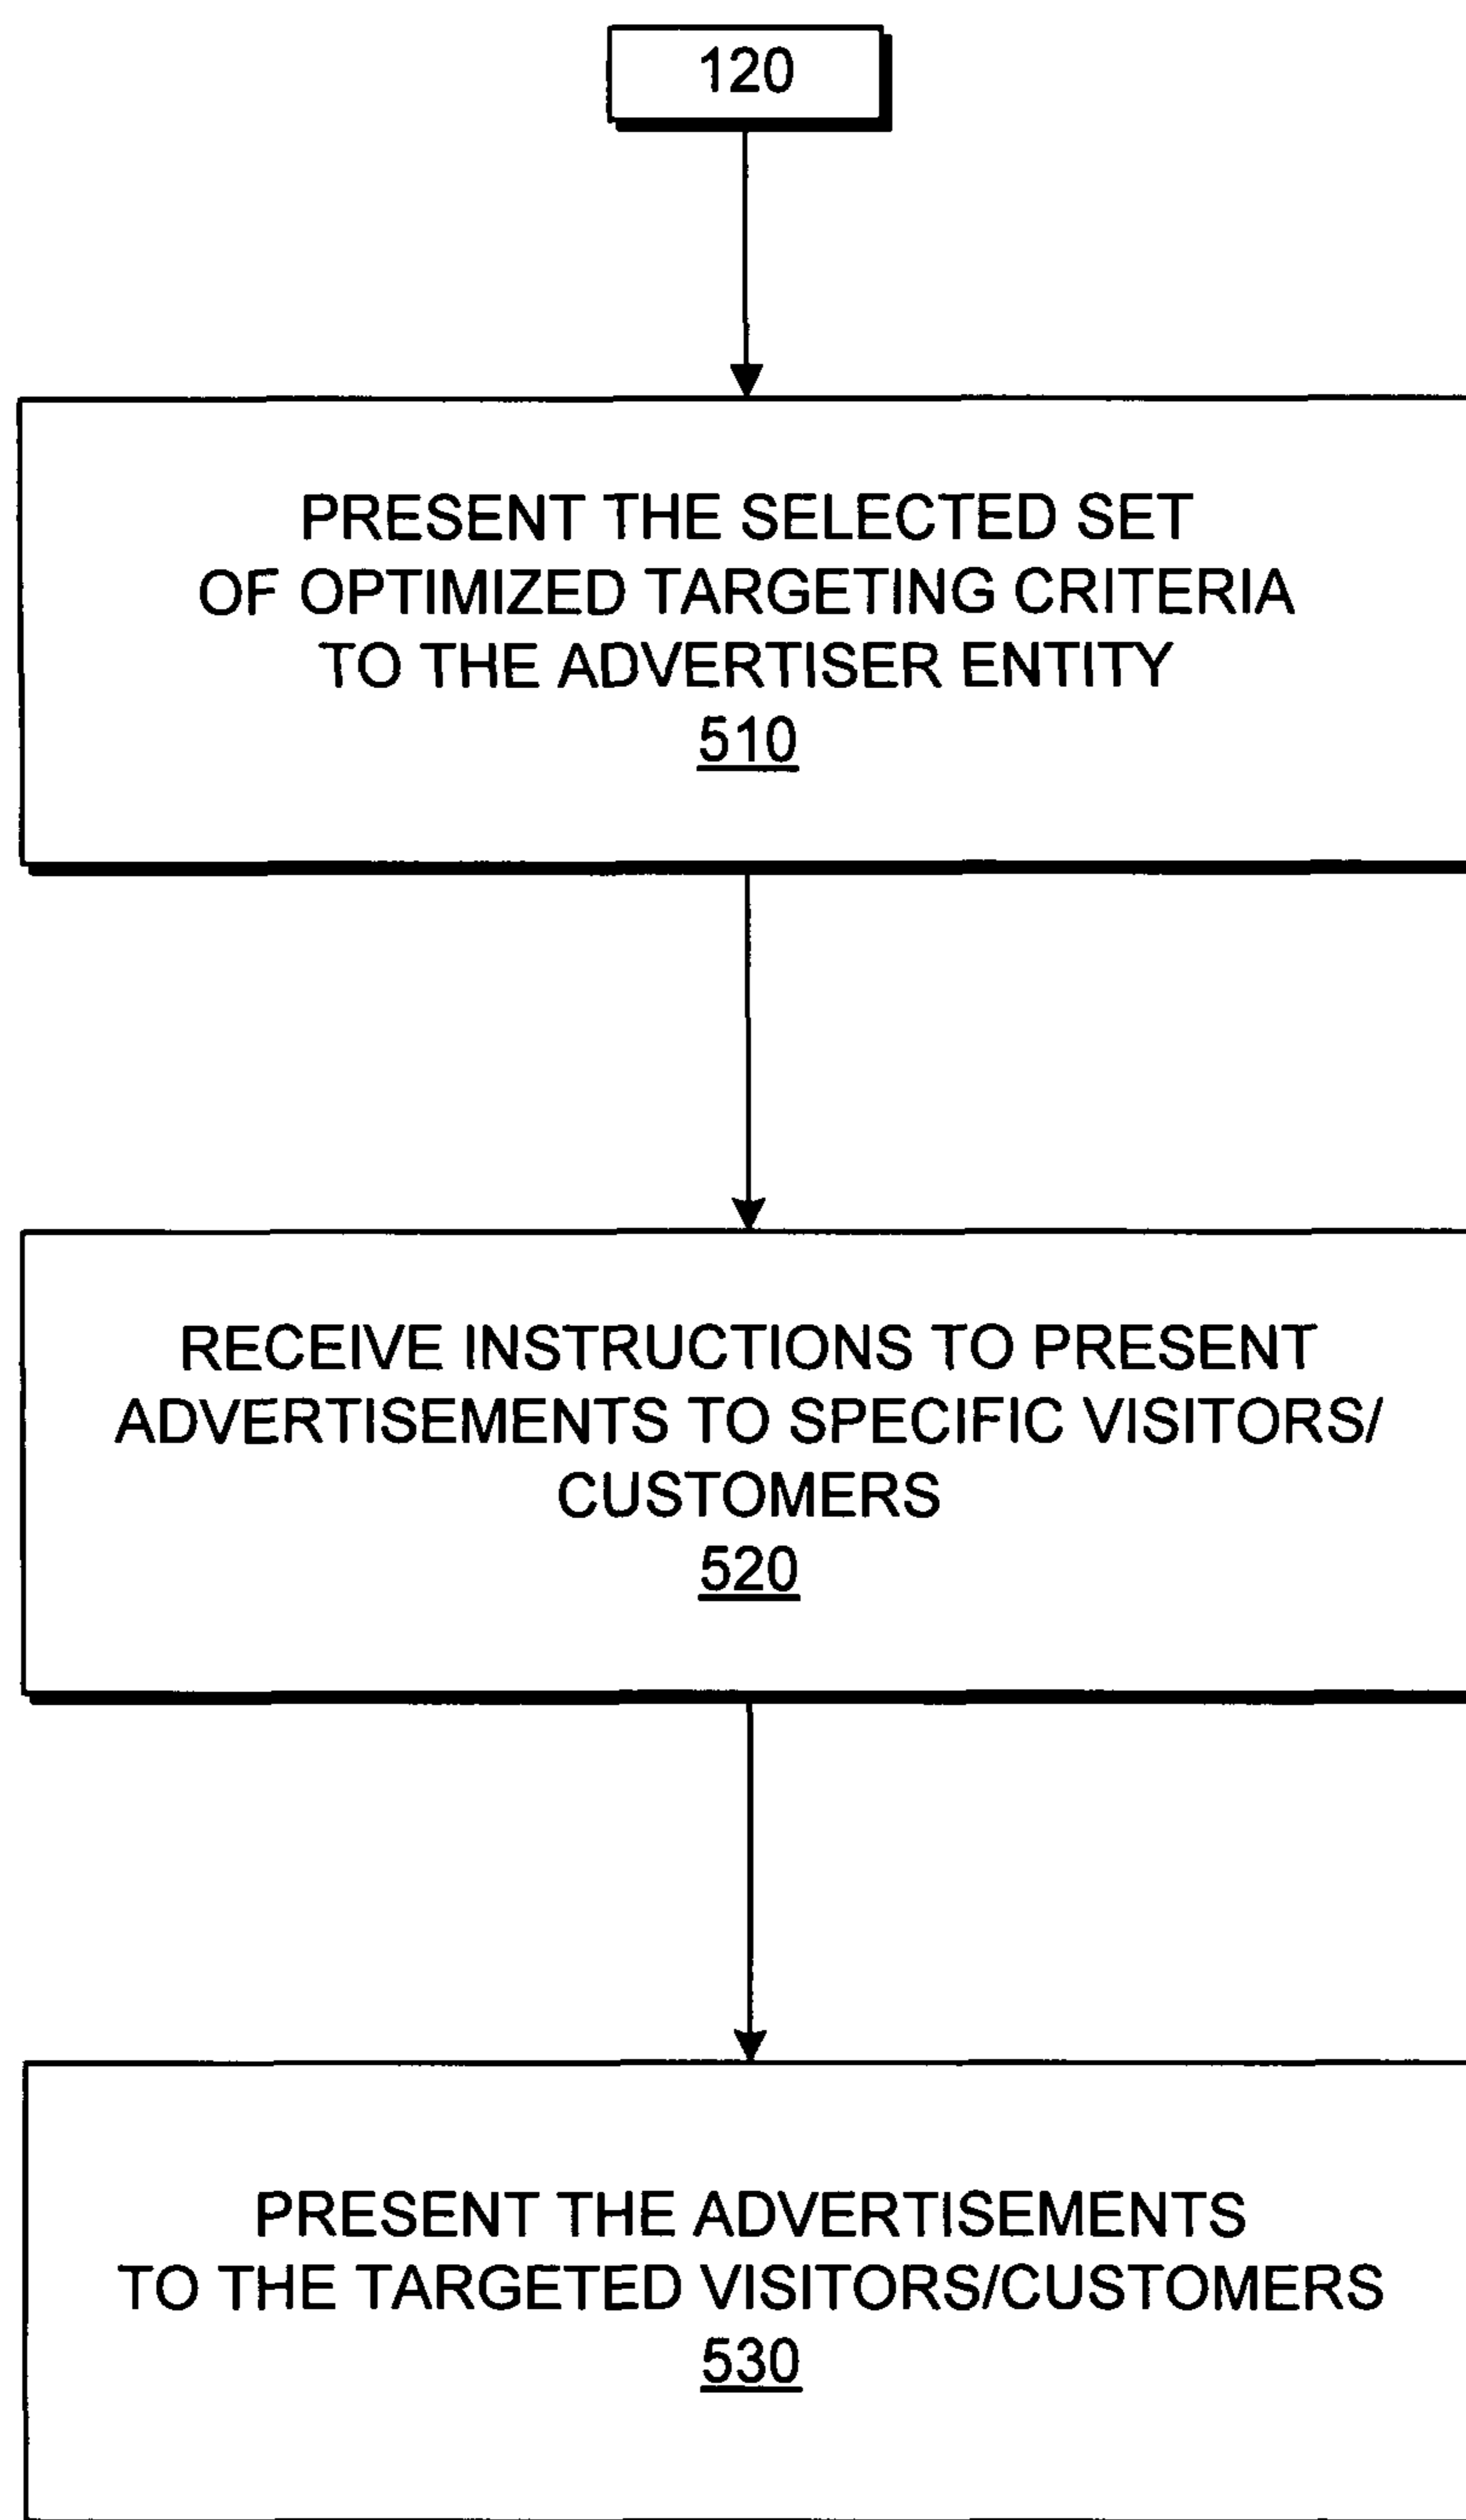 120
PRESENT THE SELECTED SET
OF OPTIMIZED TARGETING CRITERIA
TO THE ADVERTISER ENTITY
510
RECEIVE INSTRUCTIONS TO PRESENT
ADVERTISEMENTS TO SPECIFIC VISITORS/
CUSTOMERS
520
PRESENT THE ADVERTISEMENTS
TO THE TARGETED VISITORS/CUSTOMERS
530